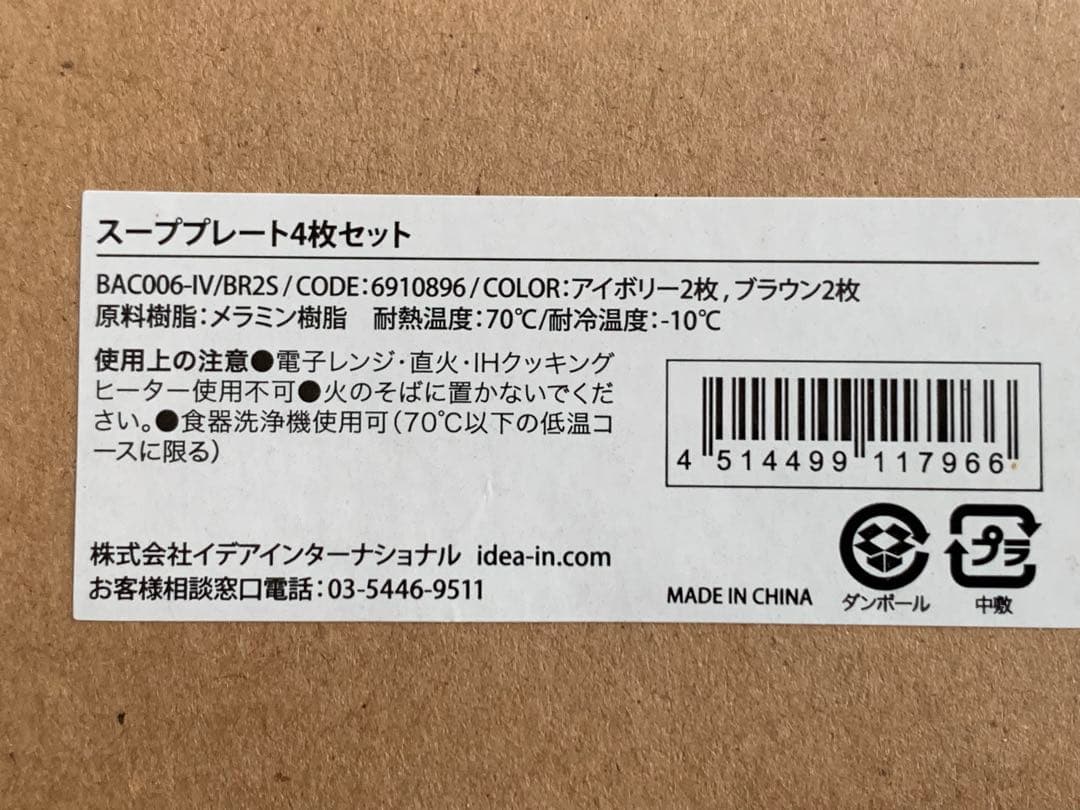 スーププレート4枚セット
BAC006-IV/BR2S / CODE:6910896 / COLOR:アイボリー2枚, ブラウン2枚
原料樹脂:メラミン樹脂　耐熱温度:70℃/耐冷温度:-10℃
使用上の注意●電子レンジ・直火・IHクッキング
ヒーター使用不可●火のそばに置かないでくだ
さい。●食器洗浄機使用可(70℃以下の低温コ
ースに限る)
4 514499 117966
株式会社イデアインターナショナル idea-in.com
お客様相談窓口電話:03-5446-9511
MADE IN CHINA
ダンボール
プラ
中敷